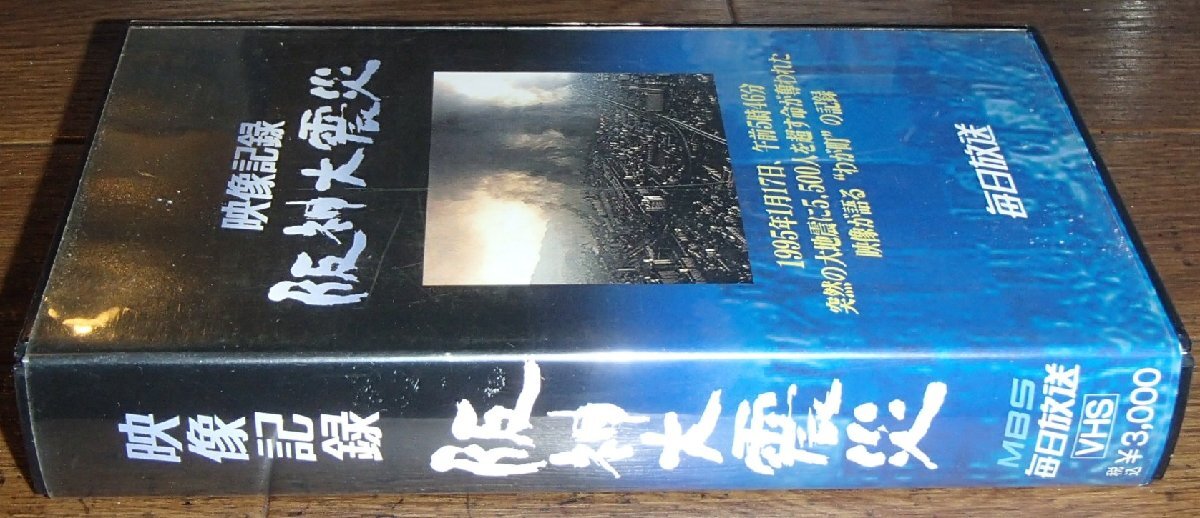 映像記録
阪神大震災
1995年1月17日、午前5時46分
突然の大地震に5,500人を超す命が奪われた
映像が語る“わが町”の記録
毎日放送
映像記録
阪神大震災
MBS
毎日放送
VHS
税込¥3,000